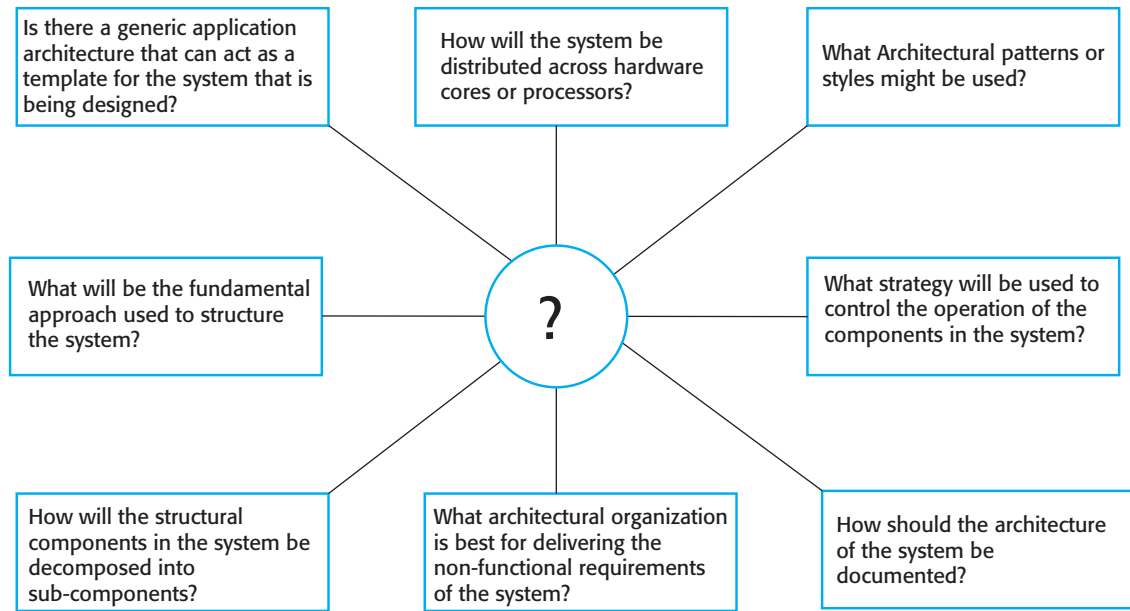 Is there a generic application
architecture that can act as a
template for the system that is
being designed?
How will the system be
distributed across hardware
cores or processors?
What Architectural patterns or
styles might be used?
What will be the fundamental
approach used to structure
the system?
?
What strategy will be used to
control the operation of the
components in the system?
How will the structural
components in the system be
decomposed into
sub-components?
What architectural organization
is best for delivering the
non-functional requirements
of the system?
How should the architecture
of the system be
documented?